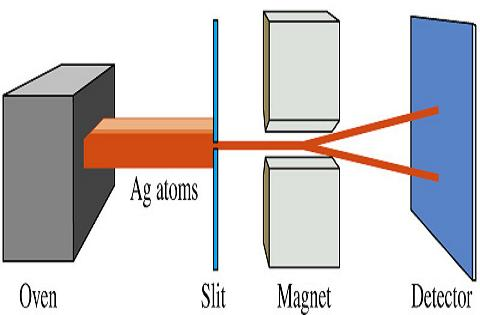 Ag atoms
Oven
Slit
Magnet
Detector